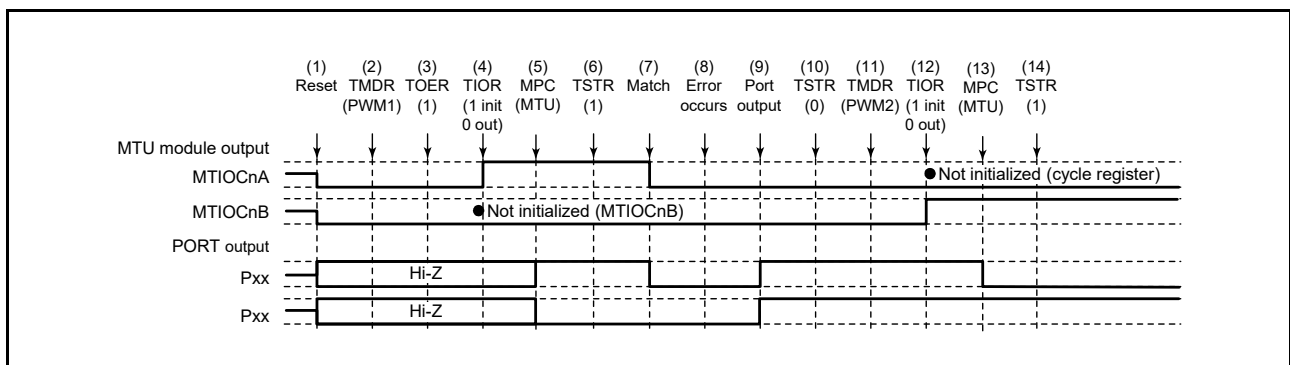 (1) (2) (3) (4) (5) (6) (7) (8) (9) (10) (11) (12) (13) (14)
Reset TMDR TOER TIOR MPC TSTR Match Error Port TSTR TMDR TIOR MPC TSTR
(PWM1) (1) (1 init (MTU) (1) occurs output (0) (PWM2) (1 init (MTU) (1)
0 out) 0 out)
MTU module output
MTIOCnA ●Not initialized (cycle register)
MTIOCnB ●Not initialized (MTIOCnB)
PORT output
Pxx Hi-Z
Pxx Hi-Z